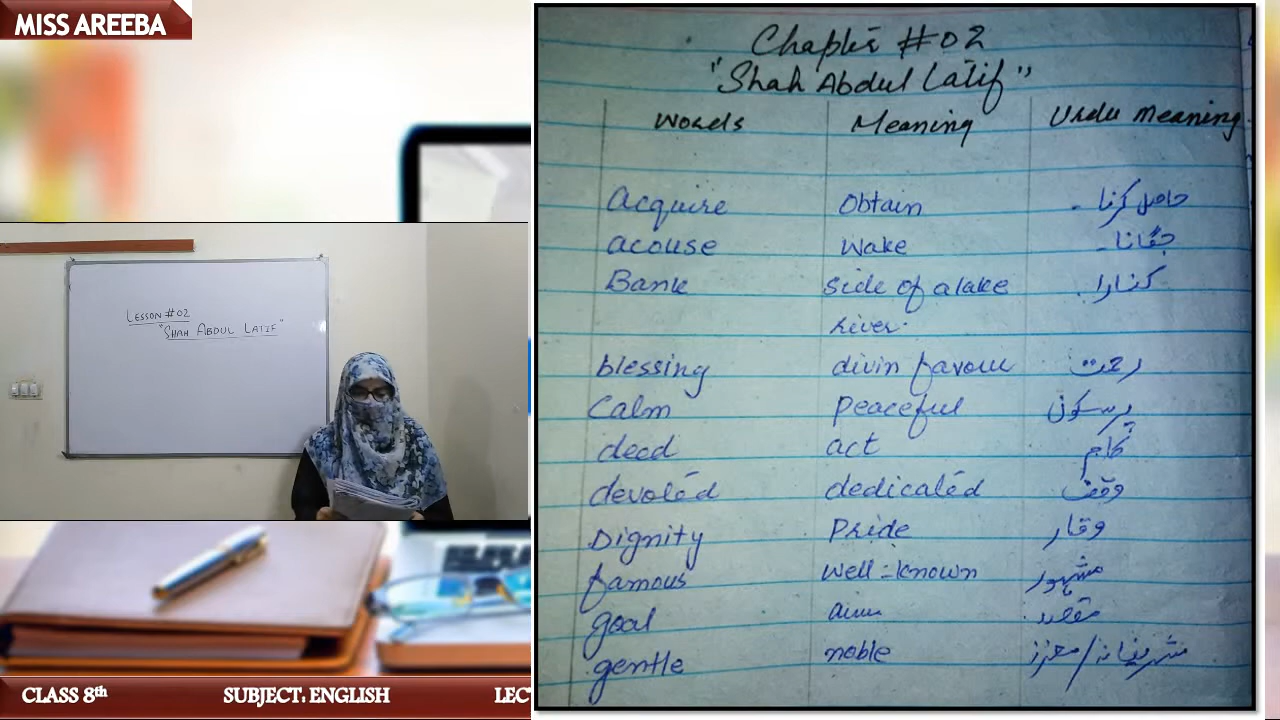 MISS AREEBA
LESSON #02
"SHAH ABDUL LATIF"
Chapter #02
"Shah Abdul Latif"
Words Meaning Urdu Meaning
Acquire Obtain حاصل کرنا -
acouse Wake جگانا -
Bank side of a lake کنارا
river.
blessing divin favour رحمت
Calm Peaceful پرسکون
deed act کام
devoted dedicated وقف
Dignity Pride وقار
famous well-known مشہور
goal aim مقصد
gentle noble شریفانہ/معزز
CLASS 8th SUBJECT: ENGLISH LEC